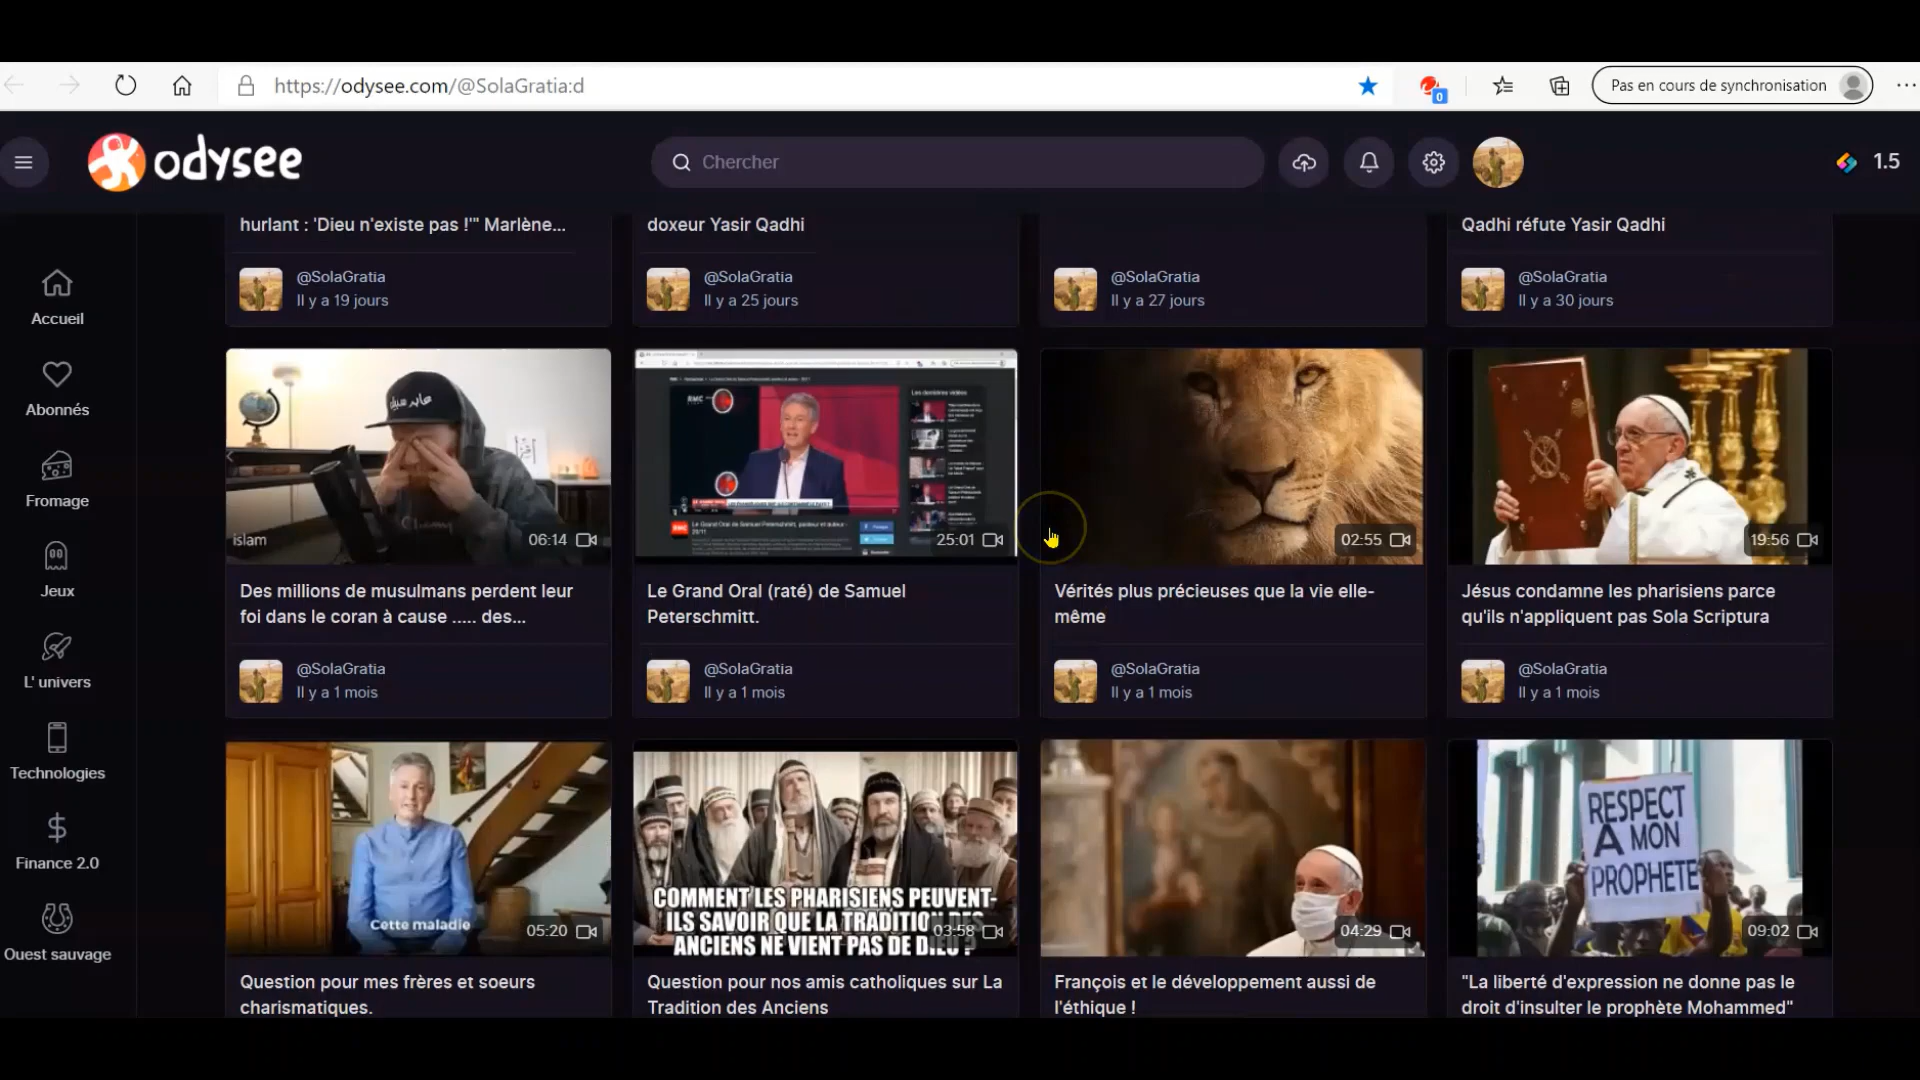 https://odysee.com/@SolaGratia:d
0
Pas en cours de synchronisation
odysee
Chercher
1.5
hurlant : 'Dieu n'existe pas !'" Marlène...
doxeur Yasir Qadhi
Qadhi réfute Yasir Qadhi
@SolaGratia
Il y a 19 jours
@SolaGratia
Il y a 25 jours
@SolaGratia
Il y a 27 jours
@SolaGratia
Il y a 30 jours
Accueil
Abonnés
Fromage
Jeux
L' univers
Technologies
Finance 2.0
Ouest sauvage
عابر سبيل
islam
06:14
RMC
Les dernières vidéos
25:01
02:55
19:56
Des millions de musulmans perdent leur
foi dans le coran à cause ..... des...
Le Grand Oral (raté) de Samuel
Peterschmitt.
Vérités plus précieuses que la vie elle-
même
Jésus condamne les pharisiens parce
qu'ils n'appliquent pas Sola Scriptura
@SolaGratia
Il y a 1 mois
@SolaGratia
Il y a 1 mois
@SolaGratia
Il y a 1 mois
@SolaGratia
Il y a 1 mois
Cette maladie
05:20
COMMENT LES PHARISIENS PEUVENT-
ILS SAVOIR QUE LA TRADITION DES
ANCIENS NE VIENT PAS DE DIEU ?
03:58
04:29
RESPECT
A MON
PROPHETE
09:02
Question pour mes frères et soeurs
charismatiques.
Question pour nos amis catholiques sur La
Tradition des Anciens
François et le développement aussi de
l'éthique !
"La liberté d'expression ne donne pas le
droit d'insulter le prophète Mohammed"